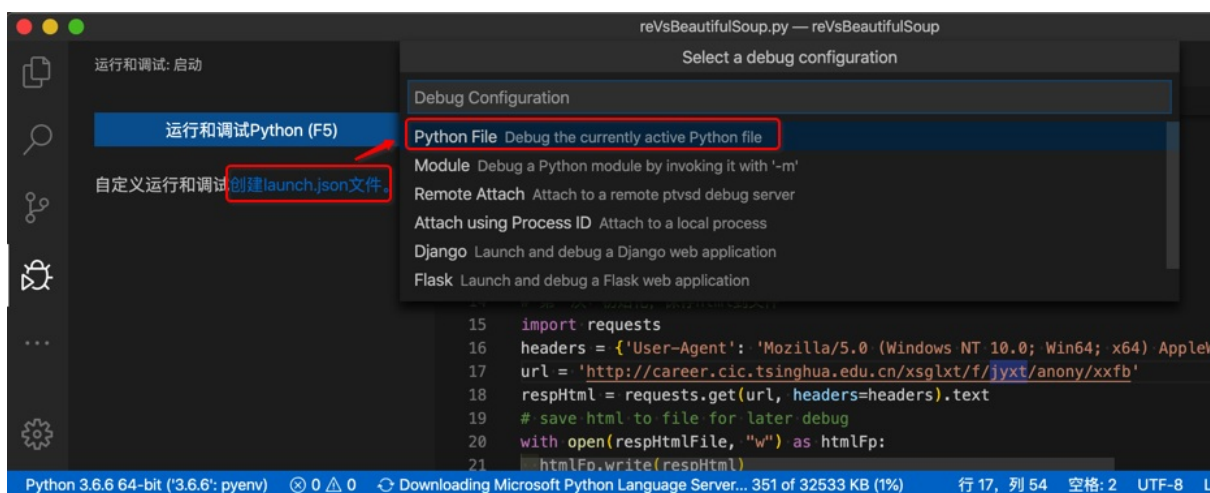 reVsBeautifulSoup.py — reVsBeautifulSoup
运行和调试: 启动
Select a debug configuration
Debug Configuration
运行和调试Python (F5)
Python File Debug the currently active Python file
Module Debug a Python module by invoking it with '-m'
自定义运行和调试创建launch.json文件。
Remote Attach Attach to a remote ptvsd debug server
Attach using Process ID Attach to a local process
Django Launch and debug a Django web application
Flask Launch and debug a Flask web application
15 import requests
16 headers = {'User-Agent': 'Mozilla/5.0 (Windows NT 10.0; Win64; x64) AppleW
17 url = 'http://career.cic.tsinghua.edu.cn/xsglxt/f/jyxt/anony/xxfb'
18 respHtml = requests.get(url, headers=headers).text
19 # save html to file for later debug
20 with open(respHtmlFile, "w") as htmlFp:
21 htmlFp.write(respHtml)
Python 3.6.6 64-bit ('3.6.6': pyenv) 0 0 Downloading Microsoft Python Language Server... 351 of 32533 KB (1%) 行 17, 列 54 空格: 2 UTF-8 L